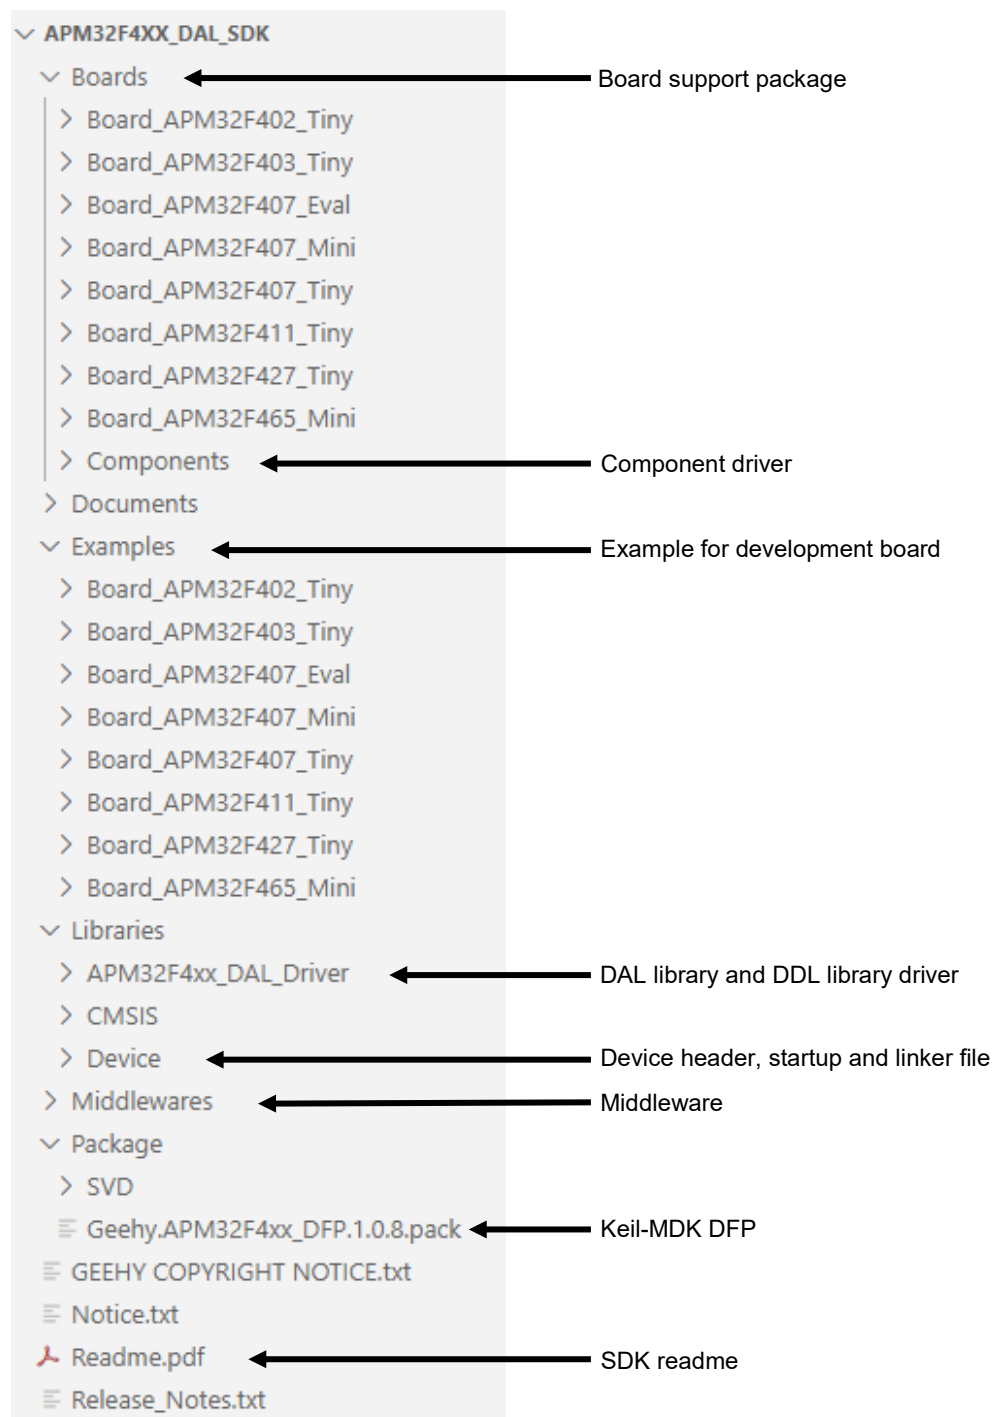 APM32F4XX_DAL_SDK
Boards Board support package
Board_APM32F402_Tiny
Board_APM32F403_Tiny
Board_APM32F407_Eval
Board_APM32F407_Mini
Board_APM32F407_Tiny
Board_APM32F411_Tiny
Board_APM32F427_Tiny
Board_APM32F465_Mini
Components Component driver
Documents
Examples Example for development board
Board_APM32F402_Tiny
Board_APM32F403_Tiny
Board_APM32F407_Eval
Board_APM32F407_Mini
Board_APM32F407_Tiny
Board_APM32F411_Tiny
Board_APM32F427_Tiny
Board_APM32F465_Mini
Libraries
APM32F4xx_DAL_Driver DAL library and DDL library driver
CMSIS
Device Device header, startup and linker file
Middlewares Middleware
Package
SVD
Geehy.APM32F4xx_DFP.1.0.8.pack Keil-MDK DFP
GEEHY COPYRIGHT NOTICE.txt
Notice.txt
Readme.pdf SDK readme
Release_Notes.txt